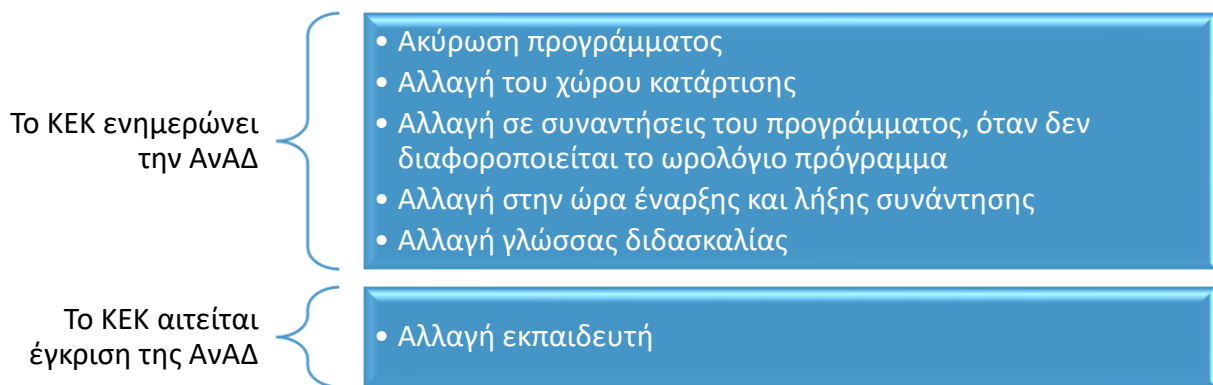 Το ΚΕΚ ενημερώνει
την ΑνΑΔ
• Ακύρωση προγράμματος
• Αλλαγή του χώρου κατάρτισης
• Αλλαγή σε συναντήσεις του προγράμματος, όταν δεν
διαφοροποιείται το ωρολόγιο πρόγραμμα
• Αλλαγή στην ώρα έναρξης και λήξης συνάντησης
• Αλλαγή γλώσσας διδασκαλίας
Το ΚΕΚ αιτείται
έγκριση της ΑνΑΔ
• Αλλαγή εκπαιδευτή